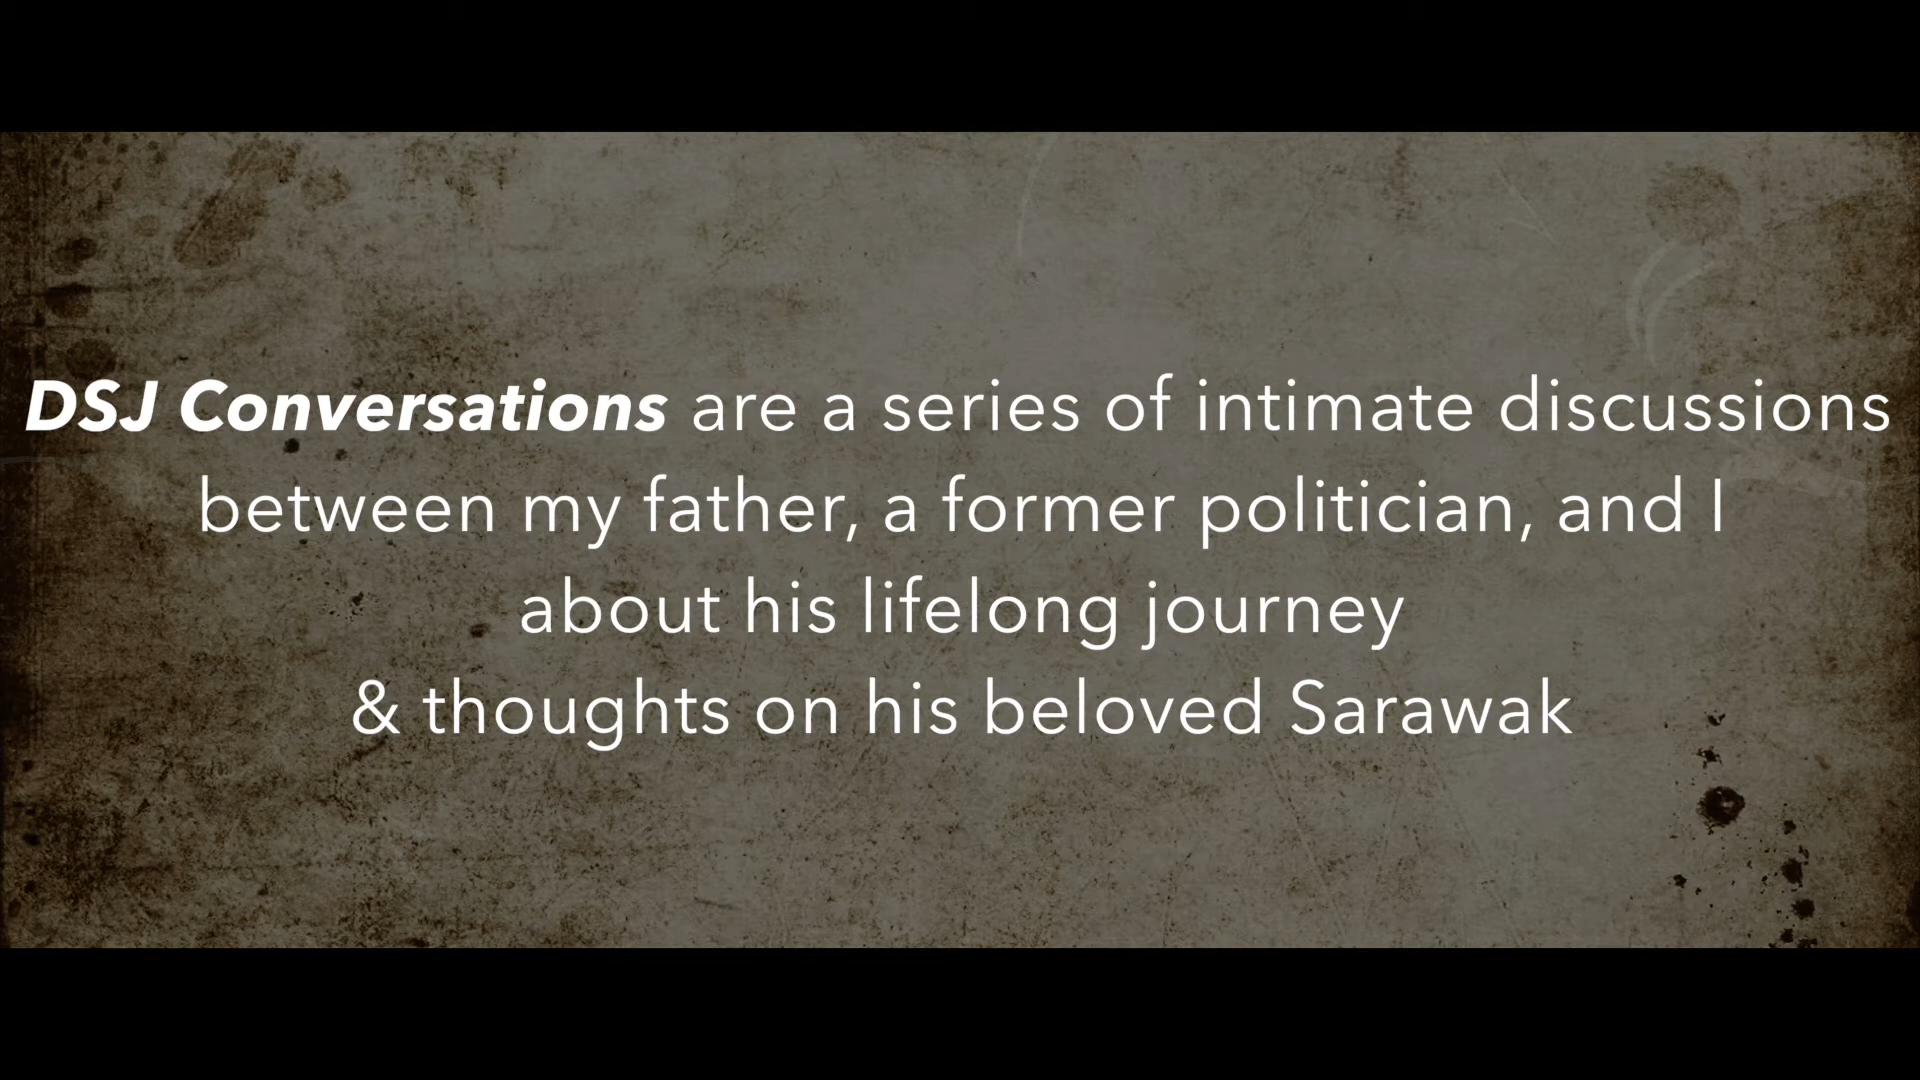 DSJ Conversations are a series of intimate discussions
between my father, a former politician, and I
about his lifelong journey
& thoughts on his beloved Sarawak